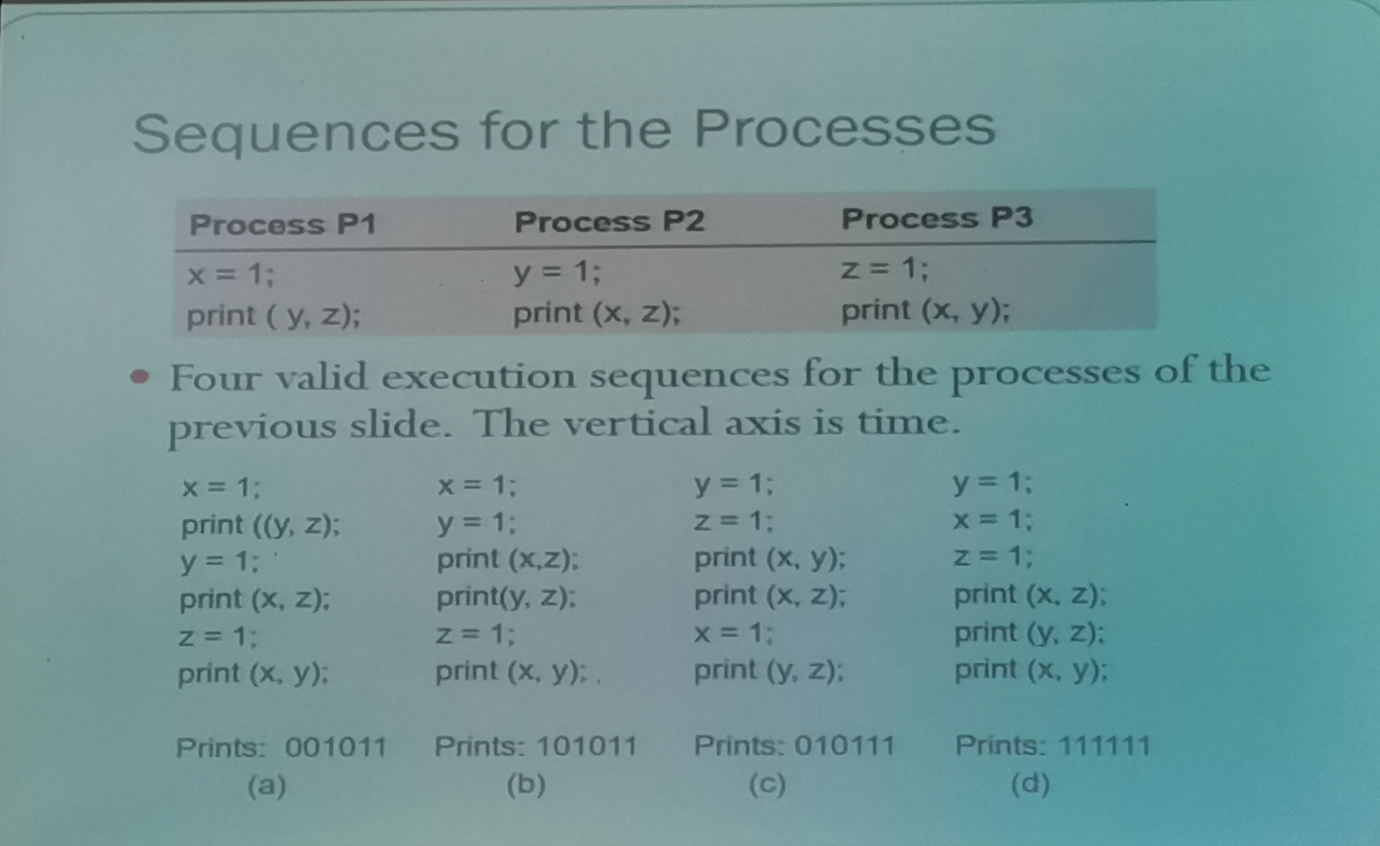 Sequences for the Processes
Process P1 Process P2 Process P3
x = 1; y = 1; z = 1;
print ( y, z); print (x, z); print (x, y);
• Four valid execution sequences for the processes of the
previous slide. The vertical axis is time.
x = 1; x = 1; y = 1; y = 1;
print ((y, z); y = 1; z = 1; x = 1;
y = 1; print (x,z); print (x, y); z = 1;
print (x, z); print(y, z); print (x, z); print (x, z);
z = 1; z = 1; x = 1; print (y, z);
print (x, y); print (x, y); print (y, z); print (x, y);
Prints: 001011 Prints: 101011 Prints: 010111 Prints: 111111
(a) (b) (c) (d)